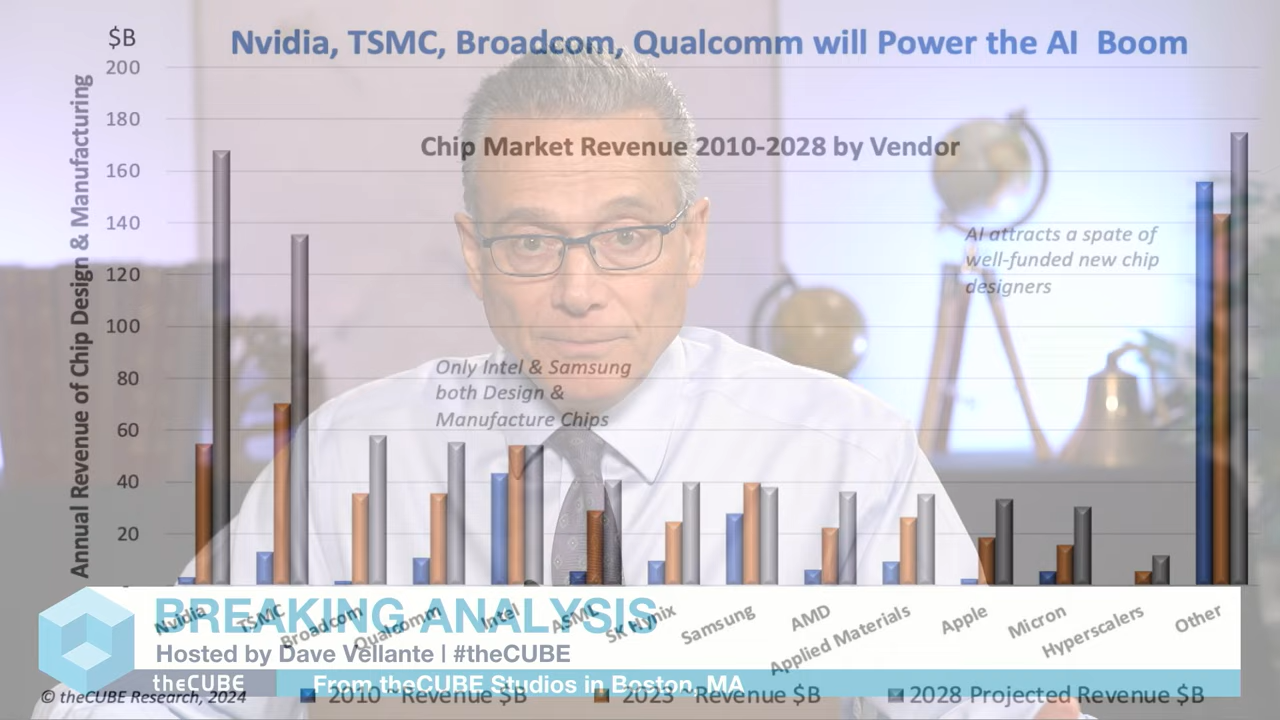 $B
Nvidia, TSMC, Broadcom, Qualcomm will Power the AI Boom
200
180
Chip Market Revenue 2010-2028 by Vendor
160
140
AI attracts a spate of
well-funded new chip
designers
120
100
80
Only Intel & Samsung
both Design &
Manufacture Chips
60
40
20
-
Annual Revenue of Chip Design & Manufacturing
Nvidia
TSMC
Broadcom
Qualcomm
Intel
ASML
SK Hynix
Samsung
AMD
Applied Materials
Apple
Micron
Hyperscalers
Other
BREAKING ANALYSIS
Hosted by Dave Vellante | #theCUBE
theCUBE
From theCUBE Studios in Boston, MA
© theCUBE Research, 2024
2010 ~Revenue $B
2023 ~Revenue $B
2028 Projected Revenue $B